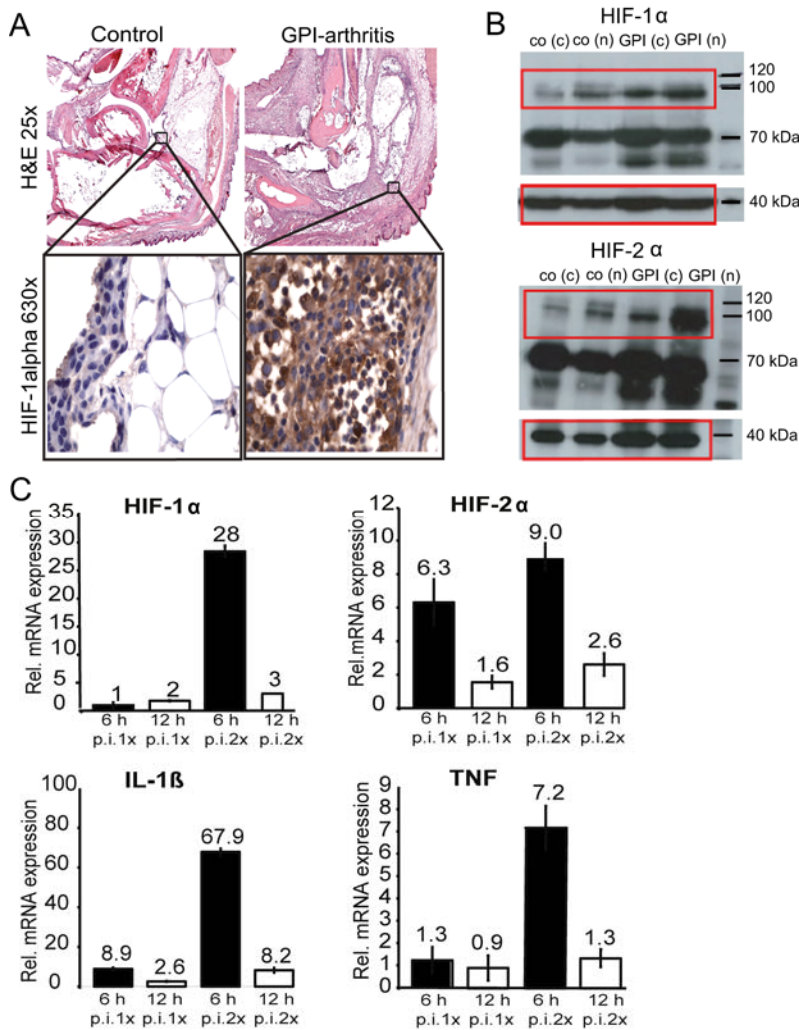 A
Control
GPI-arthritis
H&E 25x
HIF-1alpha 630x
B
HIF-1α
co (c) co (n) GPI (c) GPI (n)
120
100
70 kDa
40 kDa
HIF-2 α
co (c) co (n) GPI (c) GPI (n)
120
100
70 kDa
40 kDa
C
HIF-1α
Rel. mRNA expression
35
30
25
20
15
10
5
0
1
2
28
3
6 h 12 h 6 h 12 h
p.i.1x p.i.1x p.i.2x p.i.2x
HIF-2α
Rel.mRNA expression
12
10
8
6
4
2
0
6.3
1.6
9.0
2.6
6 h 12 h 6 h 12 h
p.i.1x p.i.1x p.i.2x p.i.2x
IL-1ß
Rel. mRNA expression
100
80
60
40
20
0
8.9
2.6
67.9
8.2
6 h 12 h 6 h 12 h
p.i.1x p.i.1x p.i.2x p.i.2x
TNF
Rel. mRNA expression
9
8
7
6
5
4
3
2
1
0
1.3
0.9
7.2
1.3
6 h 12 h 6 h 12 h
p.i.1x p.i.1x p.i.2x p.i.2x